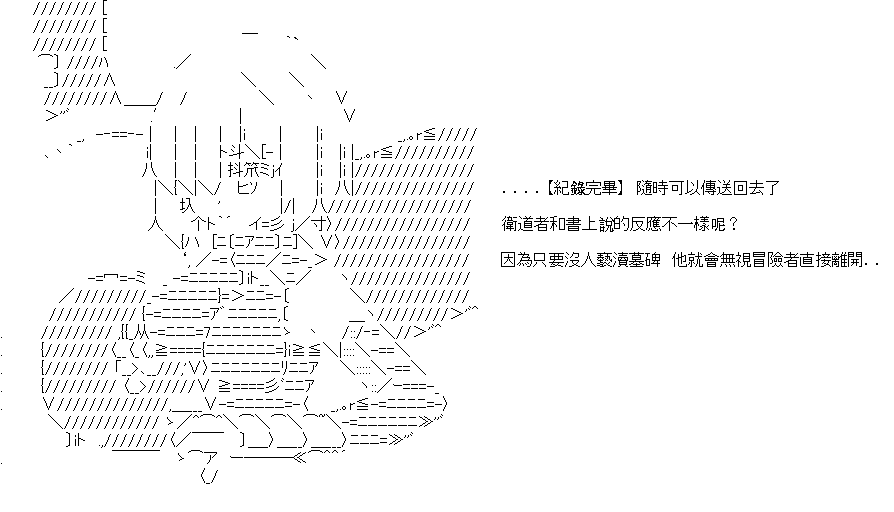 ....【紀錄完畢】 隨時可以傳送回去了
衛道者和書上說的反應不一樣呢？
因為只要沒人褻瀆墓碑 他就會無視冒險者直接離開..